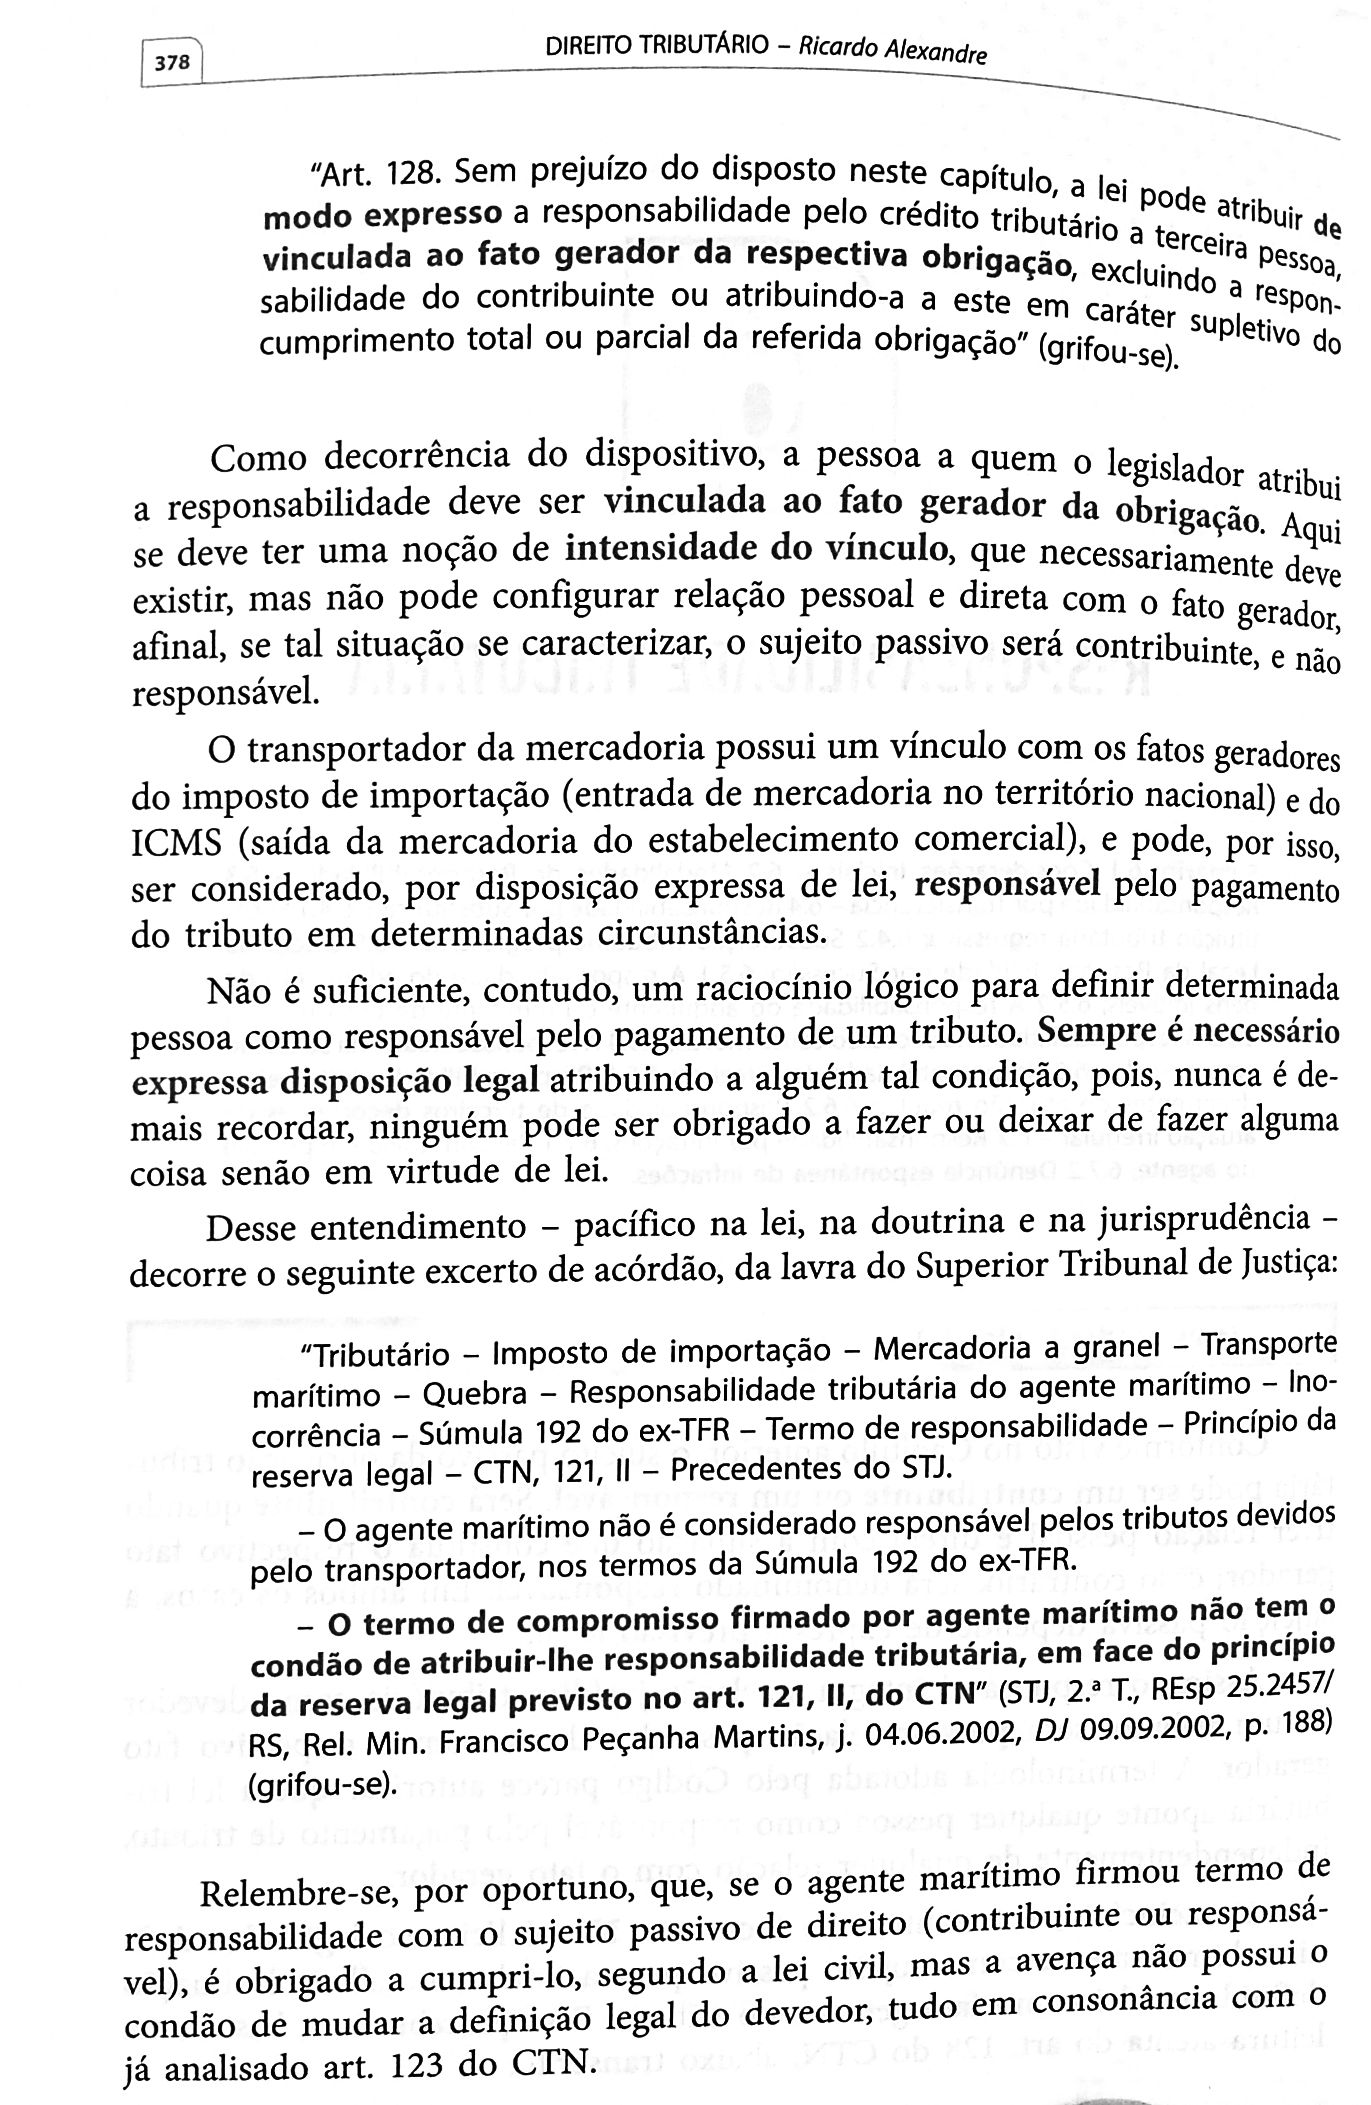 378
DIREITO TRIBUTÁRIO – Ricardo Alexandre
"Art. 128. Sem prejuízo do disposto neste capítulo, a lei pode atribuir de
modo expresso a responsabilidade pelo crédito tributário a terceira pessoa,
vinculada ao fato gerador da respectiva obrigação, excluindo a respon-
sabilidade do contribuinte ou atribuindo-a a este em caráter supletivo do
cumprimento total ou parcial da referida obrigação" (grifou-se).
Como decorrência do dispositivo, a pessoa a quem o legislador atribui
a responsabilidade deve ser vinculada ao fato gerador da obrigação. Aqui
se deve ter uma noção de intensidade do vínculo, que necessariamente deve
existir, mas não pode configurar relação pessoal e direta com o fato gerador,
afinal, se tal situação se caracterizar, o sujeito passivo será contribuinte, e não
responsável.
O transportador da mercadoria possui um vínculo com os fatos geradores
do imposto de importação (entrada de mercadoria no território nacional) e do
ICMS (saída da mercadoria do estabelecimento comercial), e pode, por isso,
ser considerado, por disposição expressa de lei, responsável pelo pagamento
do tributo em determinadas circunstâncias.
Não é suficiente, contudo, um raciocínio lógico para definir determinada
pessoa como responsável pelo pagamento de um tributo. Sempre é necessário
expressa disposição legal atribuindo a alguém tal condição, pois, nunca é de-
mais recordar, ninguém pode ser obrigado a fazer ou deixar de fazer alguma
coisa senão em virtude de lei.
Desse entendimento – pacífico na lei, na doutrina e na jurisprudência –
decorre o seguinte excerto de acórdão, da lavra do Superior Tribunal de Justiça:
"Tributário – Imposto de importação – Mercadoria a granel – Transporte
marítimo – Quebra – Responsabilidade tributária do agente marítimo – Ino-
corrência – Súmula 192 do ex-TFR – Termo de responsabilidade – Princípio da
reserva legal – CTN, 121, II – Precedentes do STJ.
– O agente marítimo não é considerado responsável pelos tributos devidos
pelo transportador, nos termos da Súmula 192 do ex-TFR.
– O termo de compromisso firmado por agente marítimo não tem o
condão de atribuir-lhe responsabilidade tributária, em face do princípio
da reserva legal previsto no art. 121, II, do CTN" (STJ, 2.ª T., REsp 25.2457/
RS, Rel. Min. Francisco Peçanha Martins, j. 04.06.2002, DJ 09.09.2002, p. 188)
(grifou-se).
Relembre-se, por oportuno, que, se o agente marítimo firmou termo de
responsabilidade com o sujeito passivo de direito (contribuinte ou responsá-
vel), é obrigado a cumpri-lo, segundo a lei civil, mas a avença não possui o
condão de mudar a definição legal do devedor, tudo em consonância com o
já analisado art. 123 do CTN.